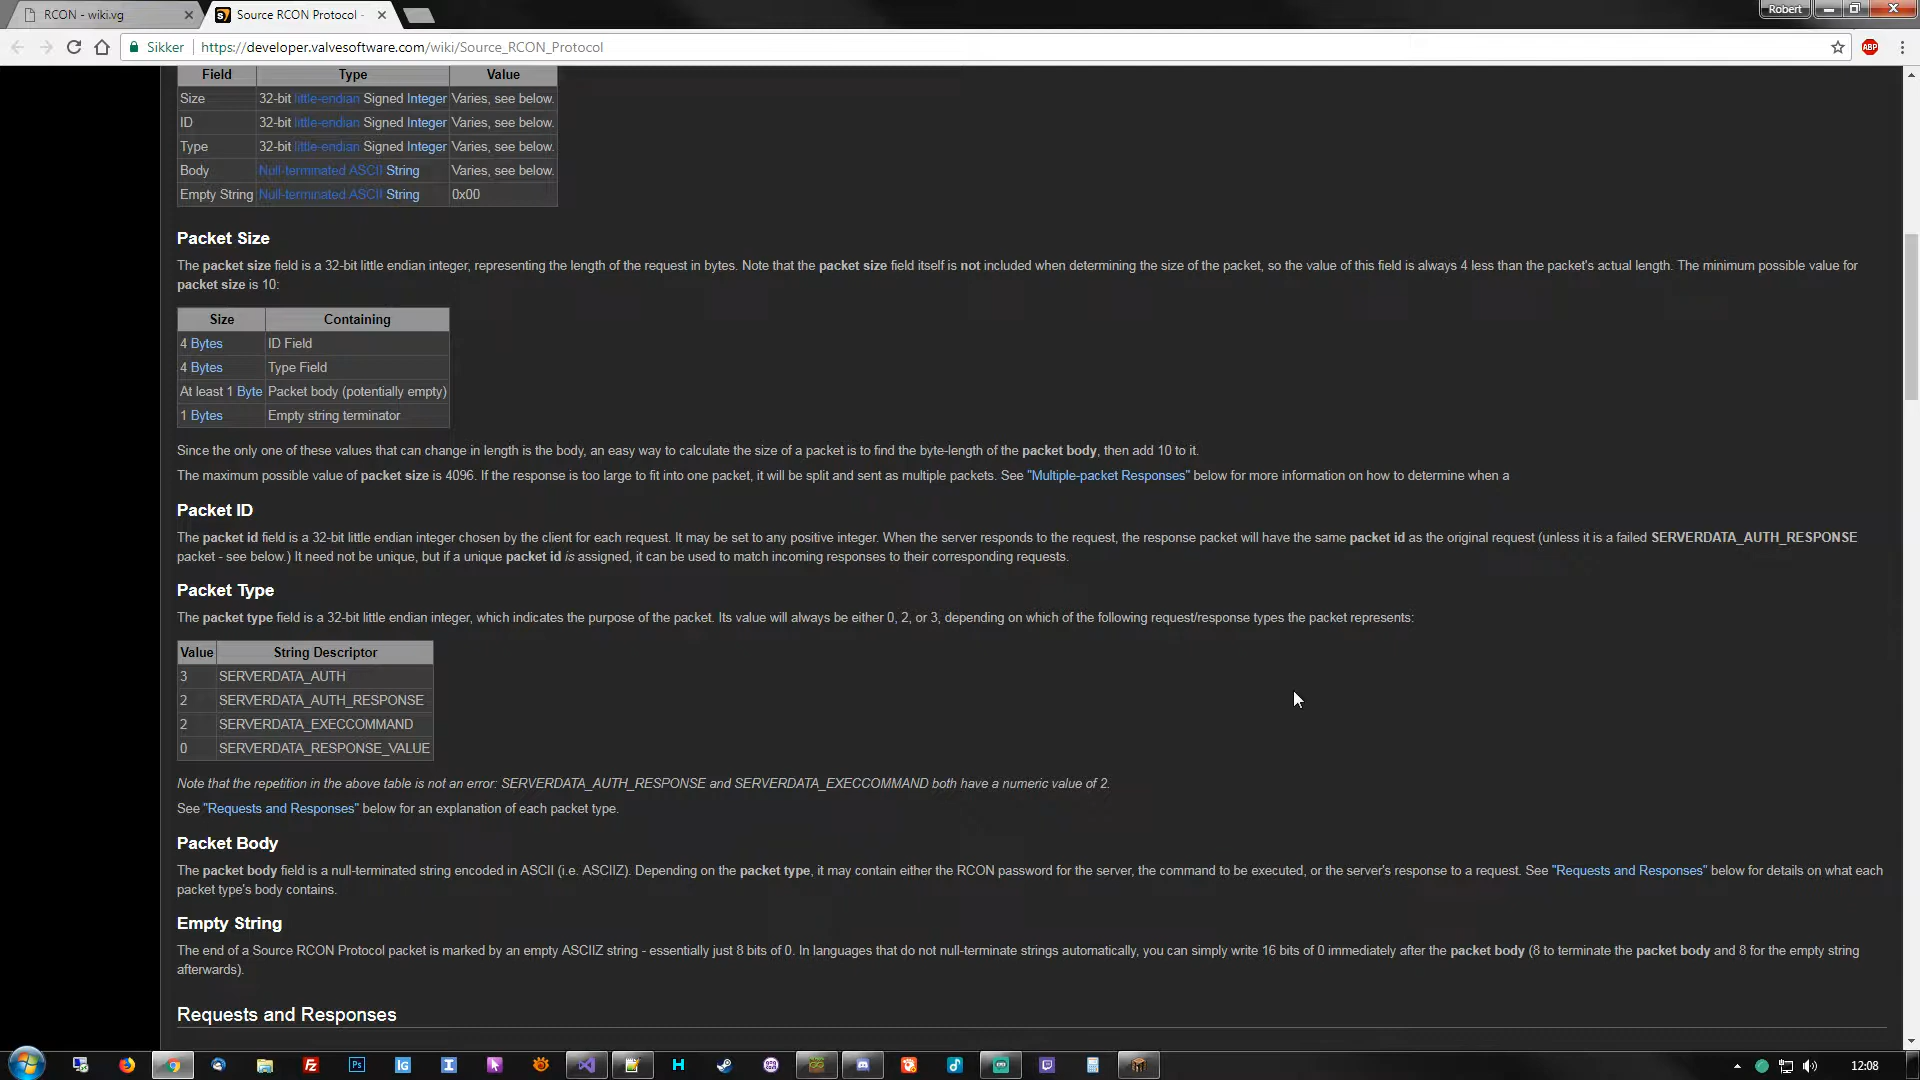 RCON - wiki.vg
Source RCON Protocol -
Robert
Sikker
https://developer.valvesoftware.com/wiki/Source_RCON_Protocol
ABP
Field Type Value
Size 32-bit little-endian Signed Integer Varies, see below.
ID 32-bit little-endian Signed Integer Varies, see below.
Type 32-bit little-endian Signed Integer Varies, see below.
Body Null-terminated ASCII String Varies, see below.
Empty String Null-terminated ASCII String 0x00
Packet Size
The packet size field is a 32-bit little endian integer, representing the length of the request in bytes. Note that the packet size field itself is not included when determining the size of the packet, so the value of this field is always 4 less than the packet's actual length. The minimum possible value for
packet size is 10:
Size Containing
4 Bytes ID Field
4 Bytes Type Field
At least 1 Byte Packet body (potentially empty)
1 Bytes Empty string terminator
Since the only one of these values that can change in length is the body, an easy way to calculate the size of a packet is to find the byte-length of the packet body, then add 10 to it.
The maximum possible value of packet size is 4096. If the response is too large to fit into one packet, it will be split and sent as multiple packets. See "Multiple-packet Responses" below for more information on how to determine when a
Packet ID
The packet id field is a 32-bit little endian integer chosen by the client for each request. It may be set to any positive integer. When the server responds to the request, the response packet will have the same packet id as the original request (unless it is a failed SERVERDATA_AUTH_RESPONSE
packet - see below.) It need not be unique, but if a unique packet id is assigned, it can be used to match incoming responses to their corresponding requests.
Packet Type
The packet type field is a 32-bit little endian integer, which indicates the purpose of the packet. Its value will always be either 0, 2, or 3, depending on which of the following request/response types the packet represents:
Value String Descriptor
3 SERVERDATA_AUTH
2 SERVERDATA_AUTH_RESPONSE
2 SERVERDATA_EXECCOMMAND
0 SERVERDATA_RESPONSE_VALUE
Note that the repetition in the above table is not an error: SERVERDATA_AUTH_RESPONSE and SERVERDATA_EXECCOMMAND both have a numeric value of 2.
See "Requests and Responses" below for an explanation of each packet type.
Packet Body
The packet body field is a null-terminated string encoded in ASCII (i.e. ASCIIZ). Depending on the packet type, it may contain either the RCON password for the server, the command to be executed, or the server's response to a request. See "Requests and Responses" below for details on what each
packet type's body contains.
Empty String
The end of a Source RCON Protocol packet is marked by an empty ASCIIZ string - essentially just 8 bits of 0. In languages that do not null-terminate strings automatically, you can simply write 16 bits of 0 immediately after the packet body (8 to terminate the packet body and 8 for the empty string
afterwards).
Requests and Responses
Ps
IG
I
H
12:08